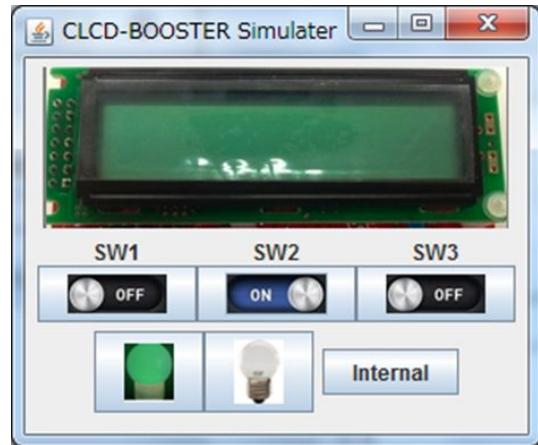 CLCD-BOOSTER Simulater
SW1 SW2 SW3
OFF ON OFF
Internal